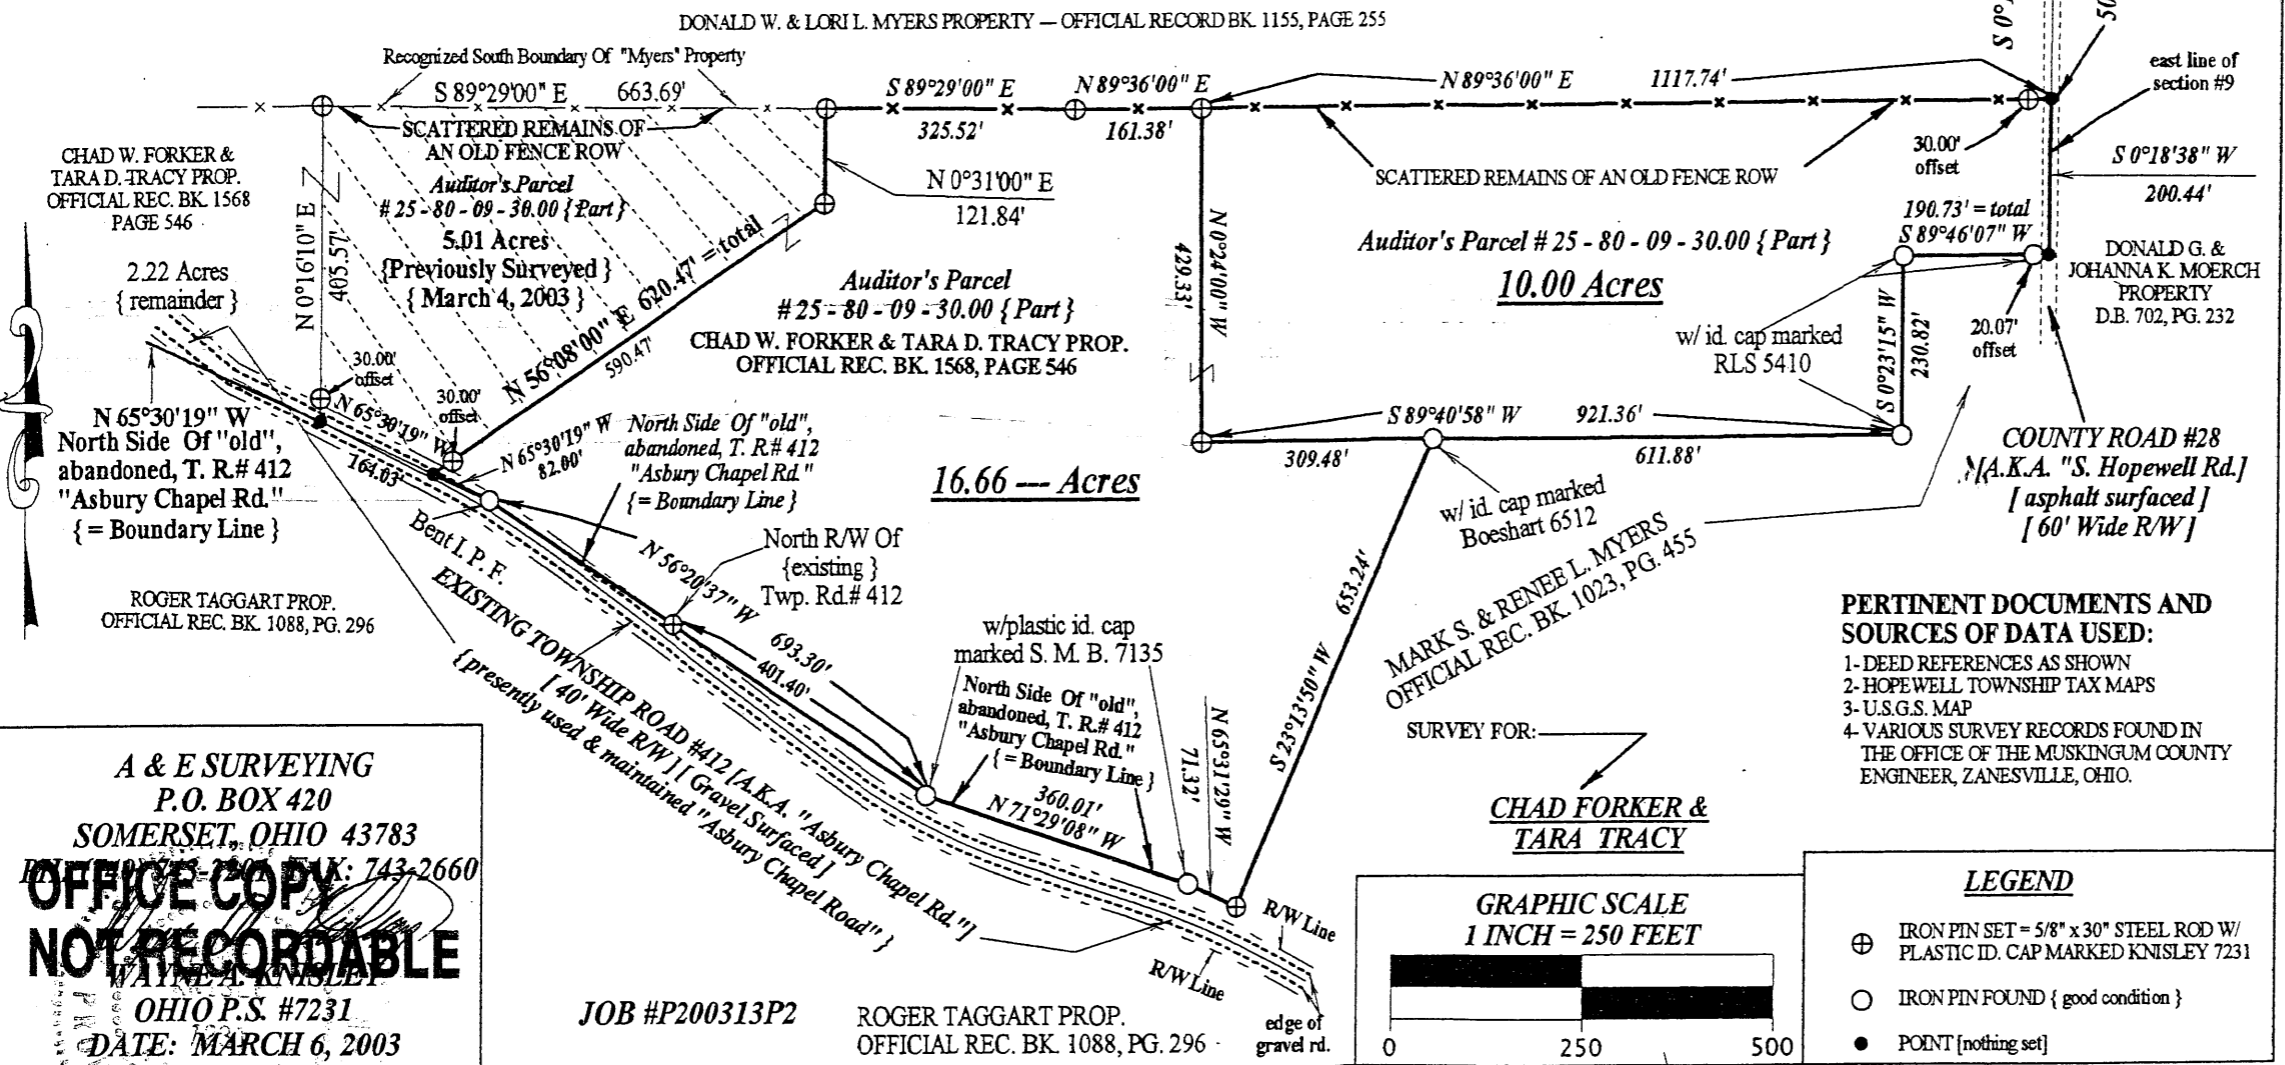 DONALD W. & LORI L. MYERS PROPERTY — OFFICIAL RECORD BK. 1155, PAGE 255
Recognized South Boundary Of "Myers" Property
S 89°29'00" E 663.69'
SCATTERED REMAINS OF
AN OLD FENCE ROW
S 89°29'00" E
325.52'
N 89°36'00" E
161.38'
N 89°36'00" E 1117.74'
SCATTERED REMAINS OF AN OLD FENCE ROW
30.00'
offset
east line of
section #9
S 0°18'38" W
200.44'
CHAD W. FORKER &
TARA D. TRACY PROP.
OFFICIAL REC. BK. 1568
PAGE 546
2.22 Acres
{ remainder }
N 0°16'10" E
405.57'
Auditor's Parcel
# 25 - 80 - 09 - 30.00 { Part }
5.01 Acres
{Previously Surveyed }
{ March 4, 2003 }
N 0°31'00" E
121.84'
N 56°08'00" E 620.47' = total
590.47'
Auditor's Parcel
# 25 - 80 - 09 - 30.00 { Part }
CHAD W. FORKER & TARA D. TRACY PROP.
OFFICIAL REC. BK. 1568, PAGE 546
N 0°24'00" W
429.33'
Auditor's Parcel # 25 - 80 - 09 - 30.00 { Part }
10.00 Acres
190.73' = total
S 89°46'07" W
DONALD G. &
JOHANNA K. MOERCH
PROPERTY
D.B. 702, PG. 232
w/ id. cap marked
RLS 5410
S 0°23'15" W
230.82'
20.07'
offset
30.00'
offset
30.00'
offset
N 65°30'19" W
164.03'
N 65°30'19" W
82.00'
N 65°30'19" W
North Side Of "old",
abandoned, T. R.# 412
"Asbury Chapel Rd."
{ = Boundary Line }
North Side Of "old",
abandoned, T. R.# 412
"Asbury Chapel Rd."
{ = Boundary Line }
16.66 --- Acres
S 89°40'58" W 921.36'
309.48'
611.88'
w/ id. cap marked
Boeshart 6512
COUNTY ROAD #28
[A.K.A. "S. Hopewell Rd.]
[ asphalt surfaced ]
[ 60' Wide R/W ]
Bent I. P. F.
N 56°20'37" W 693.30'
401.40'
North R/W Of
{existing }
Twp. Rd.# 412
ROGER TAGGART PROP.
OFFICIAL REC. BK. 1088, PG. 296
EXISTING TOWNSHIP ROAD #412 [A.K.A. "Asbury Chapel Rd."]
[ 40' Wide R/W ] [ Gravel Surfaced ]
{ presently used & maintained "Asbury Chapel Road" }
w/plastic id. cap
marked S. M. B. 7135
North Side Of "old",
abandoned, T. R.# 412
"Asbury Chapel Rd."
{ = Boundary Line }
360.01'
N 71°29'08" W
N 65°31'29" W
71.32'
S 23°13'50" W
653.24'
MARK S. & RENEE L. MYERS
OFFICIAL REC. BK. 1023, PG. 455
PERTINENT DOCUMENTS AND
SOURCES OF DATA USED:
1- DEED REFERENCES AS SHOWN
2- HOPEWELL TOWNSHIP TAX MAPS
3- U.S.G.S. MAP
4- VARIOUS SURVEY RECORDS FOUND IN
THE OFFICE OF THE MUSKINGUM COUNTY
ENGINEER, ZANESVILLE, OHIO.
SURVEY FOR:
CHAD FORKER &
TARA TRACY
A & E SURVEYING
P.O. BOX 420
SOMERSET, OHIO 43783
FAX: 743-2660
OFFICE COPY
NOT RECORDABLE
WAYNE A. KNISLEY
OHIO P.S. #7231
DATE: MARCH 6, 2003
JOB #P200313P2
ROGER TAGGART PROP.
OFFICIAL REC. BK. 1088, PG. 296
R/W Line
R/W Line
edge of
gravel rd.
GRAPHIC SCALE
1 INCH = 250 FEET
0 250 500
LEGEND
IRON PIN SET = 5/8" x 30" STEEL ROD W/
PLASTIC ID. CAP MARKED KNISLEY 7231
IRON PIN FOUND { good condition }
POINT [nothing set]